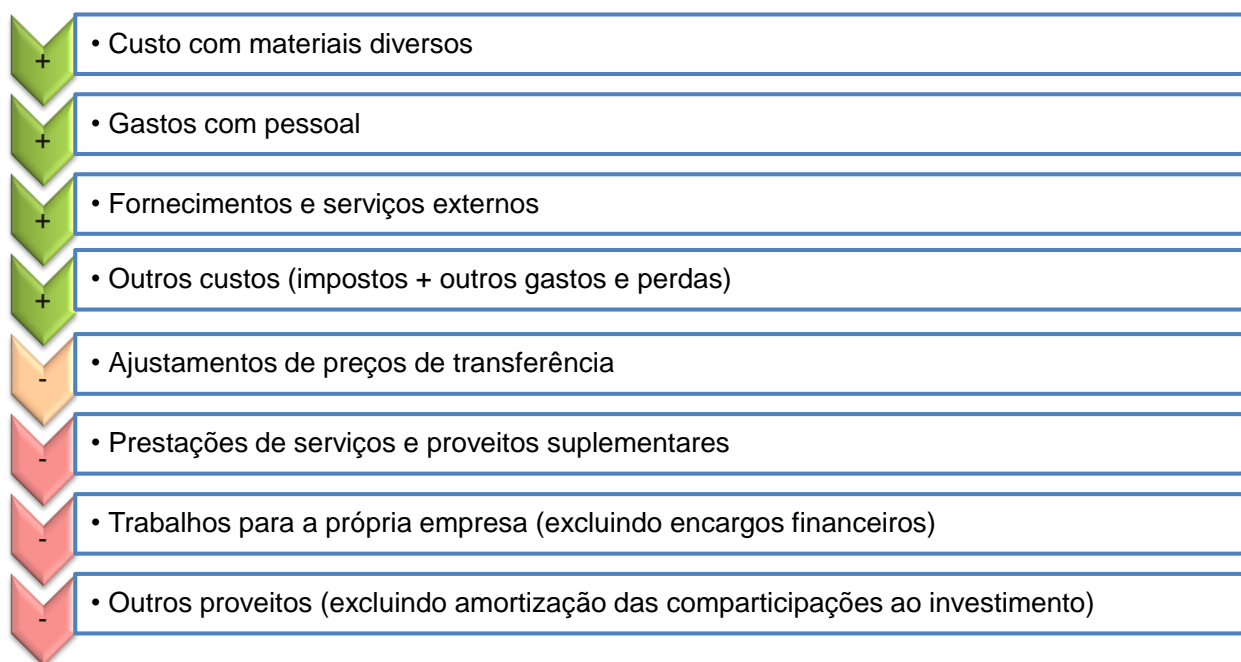 + • Custo com materiais diversos
+ • Gastos com pessoal
+ • Fornecimentos e serviços externos
+ • Outros custos (impostos + outros gastos e perdas)
- • Ajustamentos de preços de transferência
- • Prestações de serviços e proveitos suplementares
- • Trabalhos para a própria empresa (excluindo encargos financeiros)
- • Outros proveitos (excluindo amortização das comparticipações ao investimento)